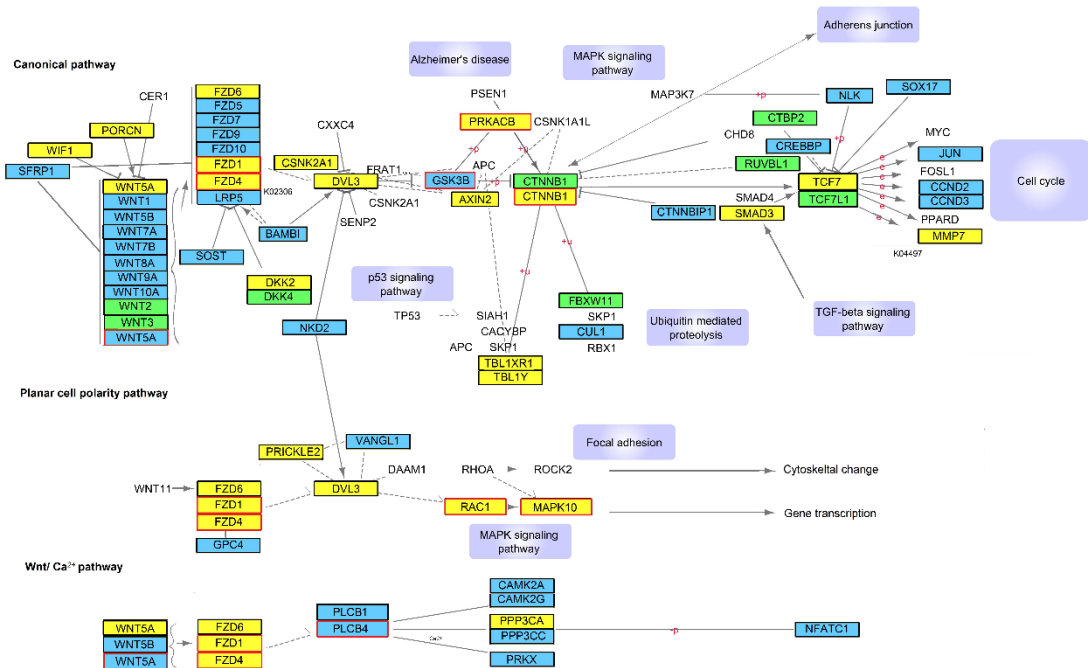 Canonical pathway
Alzheimer's disease
MAPK signaling
pathway
Adherens junction
CER1
PORCN
WIF1
SFRP1
WNT5A
WNT1
WNT5B
WNT7A
WNT7B
WNT8A
WNT9A
WNT10A
WNT2
WNT3
WNT5A
FZD6
FZD5
FZD7
FZD9
FZD10
FZD1
FZD4
LRP5
K02306
BAMBI
SOST
DKK2
DKK4
CXXC4
CSNK2A1
DVL3
FRAT1...
CSNK2A1
SENP2
NKD2
PSEN1
PRKACB
CSNK1A1L
+p
+p
APC
GSK3B
+p
AXIN2
CTNNB1
CTNNB1
+u
+u
p53 signaling
pathway
TP53
SIAH1
CACYBP
APC
SKP1
TBL1XR1
TBL1Y
FBXW11
SKP1
CUL1
RBX1
Ubiquitin mediated
proteolysis
MAP3K7
+p
NLK
SOX17
CTBP2
CHD8
CREBBP
+p
RUVBL1
CTNNBIP1
TCF7
TCF7L1
SMAD4
SMAD3
TGF-beta signaling
pathway
e
e
e
e
e
e
MYC
JUN
FOSL1
CCND2
CCND3
PPARD
MMP7
K04497
Cell cycle
Planar cell polarity pathway
PRICKLE2
VANGL1
DAAM1
DVL3
WNT11
FZD6
FZD1
FZD4
GPC4
RHOA
ROCK2
RAC1
MAPK10
Focal adhesion
MAPK signaling
pathway
Cytoskeltal change
Gene transcription
Wnt/ Ca²⁺ pathway
WNT5A
WNT5B
WNT5A
FZD6
FZD1
FZD4
PLCB1
PLCB4
Ca²⁺
CAMK2A
CAMK2G
PPP3CA
PPP3CC
PRKX
-p
NFATC1